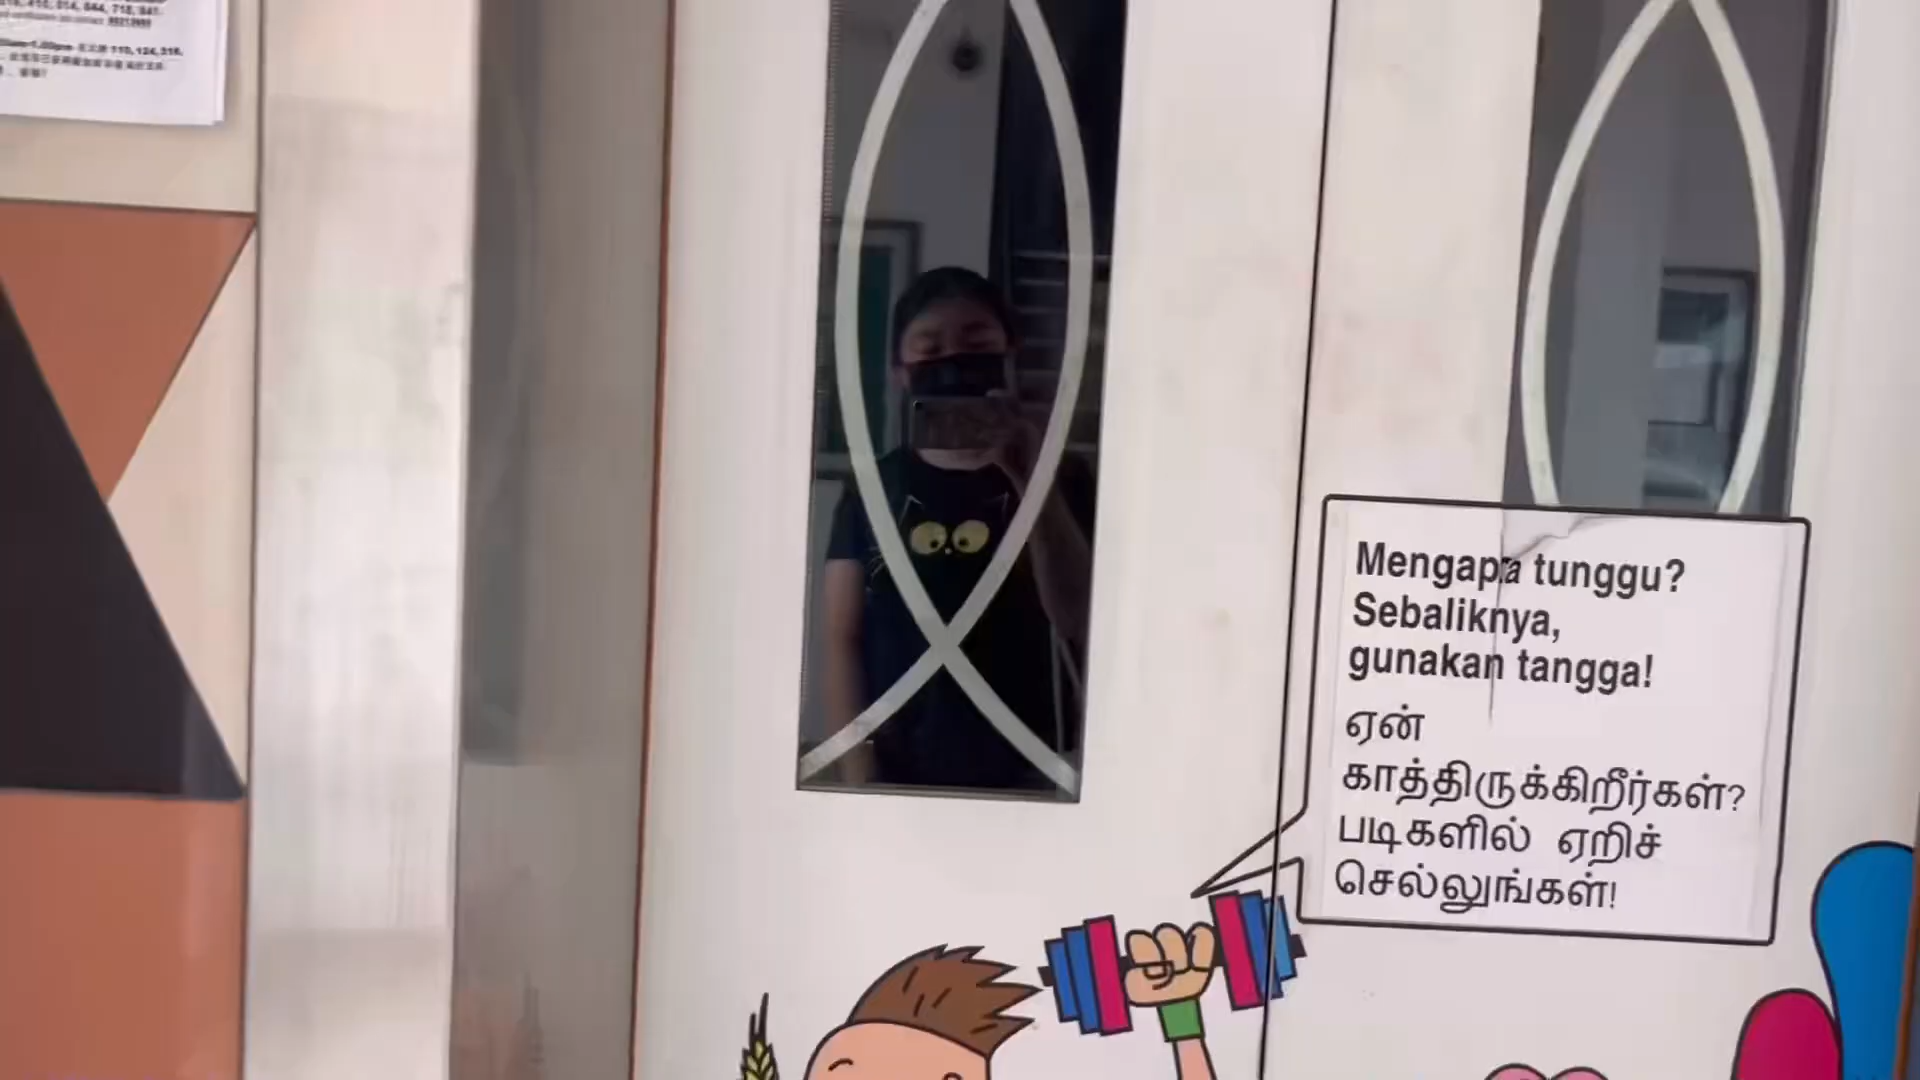 Mengapa tunggu?
Sebaliknya,
gunakan tangga!
ஏன்
காத்திருக்கிறீர்கள்?
படிகளில் ஏறிச்
செல்லுங்கள்!